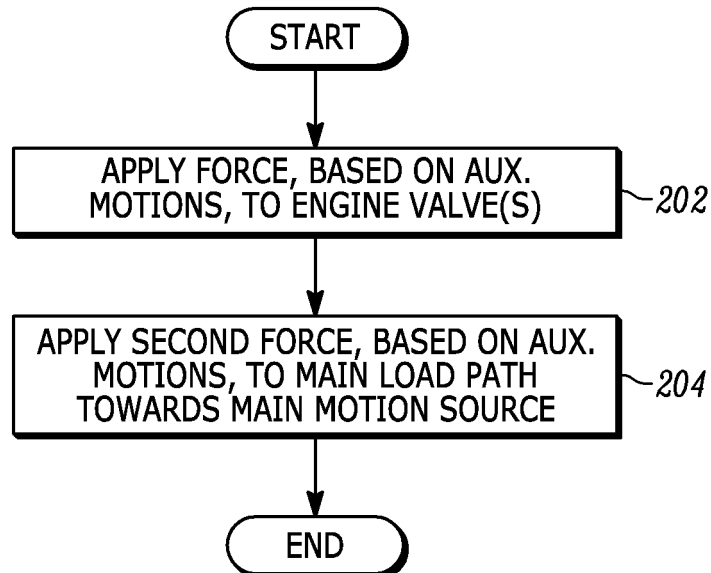 START
APPLY FORCE, BASED ON AUX.
MOTIONS, TO ENGINE VALVE(S)
202
APPLY SECOND FORCE, BASED ON AUX.
MOTIONS, TO MAIN LOAD PATH
TOWARDS MAIN MOTION SOURCE
204
END